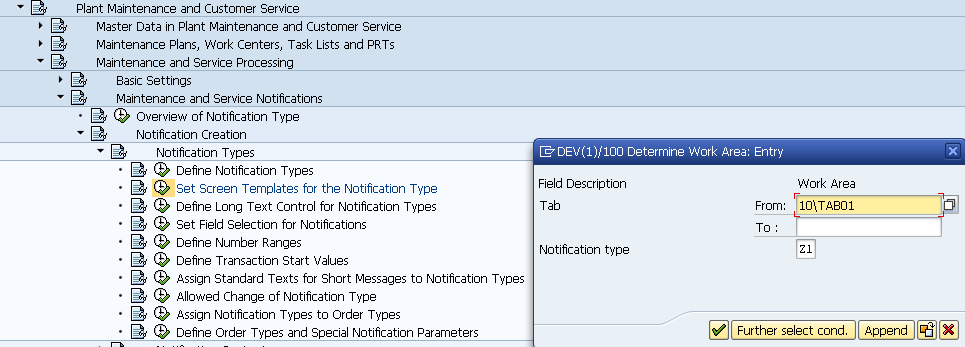 Plant Maintenance and Customer Service
Master Data in Plant Maintenance and Customer Service
Maintenance Plans, Work Centers, Task Lists and PRTs
Maintenance and Service Processing
Basic Settings
Maintenance and Service Notifications
Overview of Notification Type
Notification Creation
Notification Types
Define Notification Types
Set Screen Templates for the Notification Type
Define Long Text Control for Notification Types
Set Field Selection for Notifications
Define Number Ranges
Define Transaction Start Values
Assign Standard Texts for Short Messages to Notification Types
Allowed Change of Notification Type
Assign Notification Types to Order Types
Define Order Types and Special Notification Parameters
DEV(1)/100 Determine Work Area: Entry
Field Description Work Area
Tab From: 10\TAB01
To :
Notification type Z1
Further select cond. Append